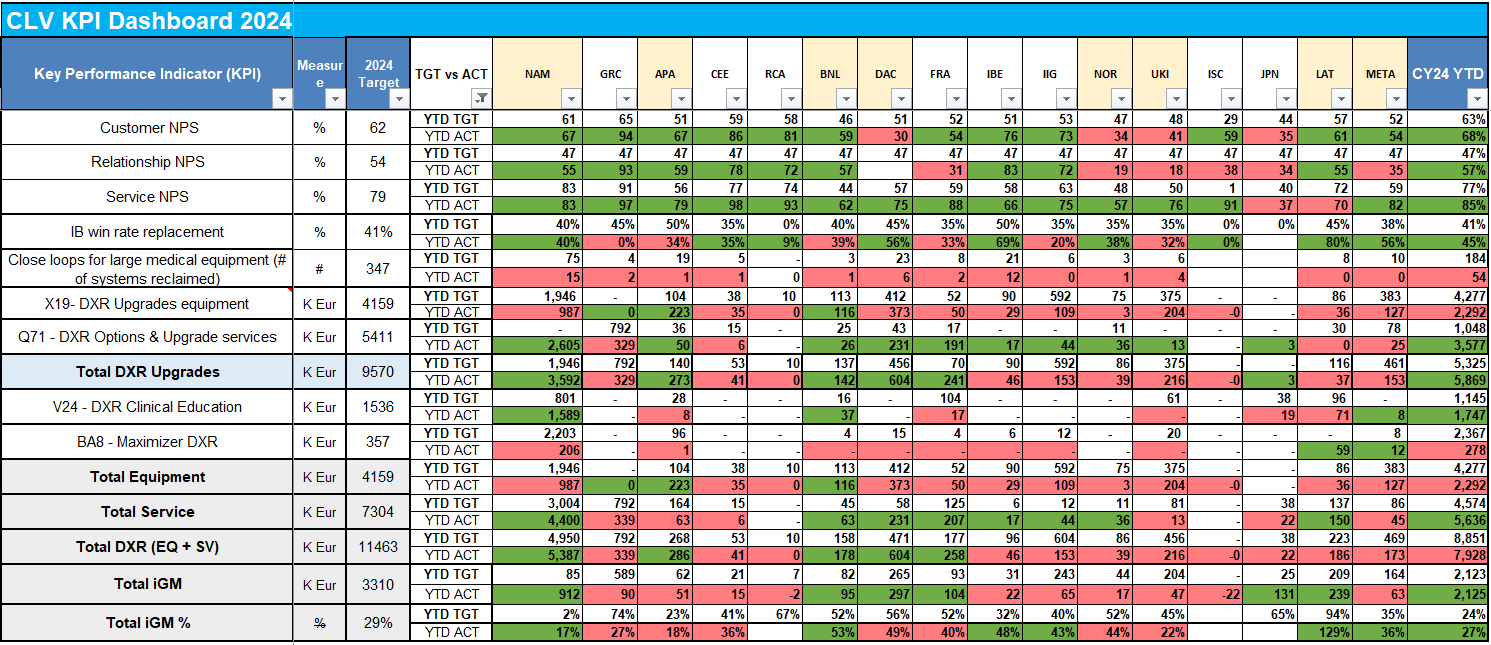 CLV KPI Dashboard 2024
Key Performance Indicator (KPI) Measure 2024 Target TGT vs ACT NAM GRC APA CEE RCA BNL DAC FRA IBE IIG NOR UKI ISC JPN LAT META CY24 YTD
Customer NPS % 62 YTD TGT 61 65 51 59 58 46 51 52 51 53 47 48 29 44 57 52 63%
YTD ACT 67 94 67 86 81 59 30 54 76 73 34 41 59 35 61 54 68%
Relationship NPS % 54 YTD TGT 47 47 47 47 47 47 47 47 47 47 47 47 47 47 47 47 47%
YTD ACT 55 93 59 78 72 57 31 83 72 19 18 38 34 55 35 57%
Service NPS % 79 YTD TGT 83 91 56 77 74 44 57 59 58 63 48 50 1 40 72 59 77%
YTD ACT 83 97 79 98 93 62 75 88 66 75 57 76 91 37 70 82 85%
IB win rate replacement % 41% YTD TGT 40% 45% 50% 35% 0% 40% 45% 35% 50% 35% 35% 35% 0% 0% 45% 38% 41%
YTD ACT 40% 0% 34% 35% 9% 39% 56% 33% 69% 20% 38% 32% 0% 80% 56% 45%
Close loops for large medical equipment (# of systems reclaimed) # 347 YTD TGT 75 4 19 5 - 3 23 8 21 6 3 6 8 10 184
YTD ACT 15 2 1 1 0 1 6 2 12 0 1 4 0 0 54
X19- DXR Upgrades equipment K Eur 4159 YTD TGT 1,946 - 104 38 10 113 412 52 90 592 75 375 - - 86 383 4,277
YTD ACT 987 0 223 35 0 116 373 50 29 109 3 204 -0 - 36 127 2,292
Q71 - DXR Options & Upgrade services K Eur 5411 YTD TGT - 792 36 15 - 25 43 17 - - 11 - - - 30 78 1,048
YTD ACT 2,605 329 50 6 - 26 231 191 17 44 36 13 - 3 0 25 3,577
Total DXR Upgrades K Eur 9570 YTD TGT 1,946 792 140 53 10 137 456 70 90 592 86 375 - - 116 461 5,325
YTD ACT 3,592 329 273 41 0 142 604 241 46 153 39 216 -0 3 37 153 5,869
V24 - DXR Clinical Education K Eur 1536 YTD TGT 801 - 28 - - 16 - 104 - - - 61 - 38 96 - 1,145
YTD ACT 1,589 - 8 - - 37 - 17 - - - - - 19 71 8 1,747
BA8 - Maximizer DXR K Eur 357 YTD TGT 2,203 - 96 - - 4 15 4 6 12 - 20 - - - 8 2,367
YTD ACT 206 - 1 - - - - - - - - - - - 59 12 278
Total Equipment K Eur 4159 YTD TGT 1,946 - 104 38 10 113 412 52 90 592 75 375 - - 86 383 4,277
YTD ACT 987 0 223 35 0 116 373 50 29 109 3 204 -0 - 36 127 2,292
Total Service K Eur 7304 YTD TGT 3,004 792 164 15 - 45 58 125 6 12 11 81 - 38 137 86 4,574
YTD ACT 4,400 339 63 6 - 63 231 207 17 44 36 13 - 22 150 45 5,636
Total DXR (EQ + SV) K Eur 11463 YTD TGT 4,950 792 268 53 10 158 471 177 96 604 86 456 - 38 223 469 8,851
YTD ACT 5,387 339 286 41 0 178 604 258 46 153 39 216 -0 22 186 173 7,928
Total iGM K Eur 3310 YTD TGT 85 589 62 21 7 82 265 93 31 243 44 204 - 25 209 164 2,123
YTD ACT 912 90 51 15 -2 95 297 104 22 65 17 47 -22 131 239 63 2,125
Total iGM % % 29% YTD TGT 2% 74% 23% 41% 67% 52% 56% 52% 32% 40% 52% 45% 65% 94% 35% 24%
YTD ACT 17% 27% 18% 36% 53% 49% 40% 48% 43% 44% 22% 129% 36% 27%